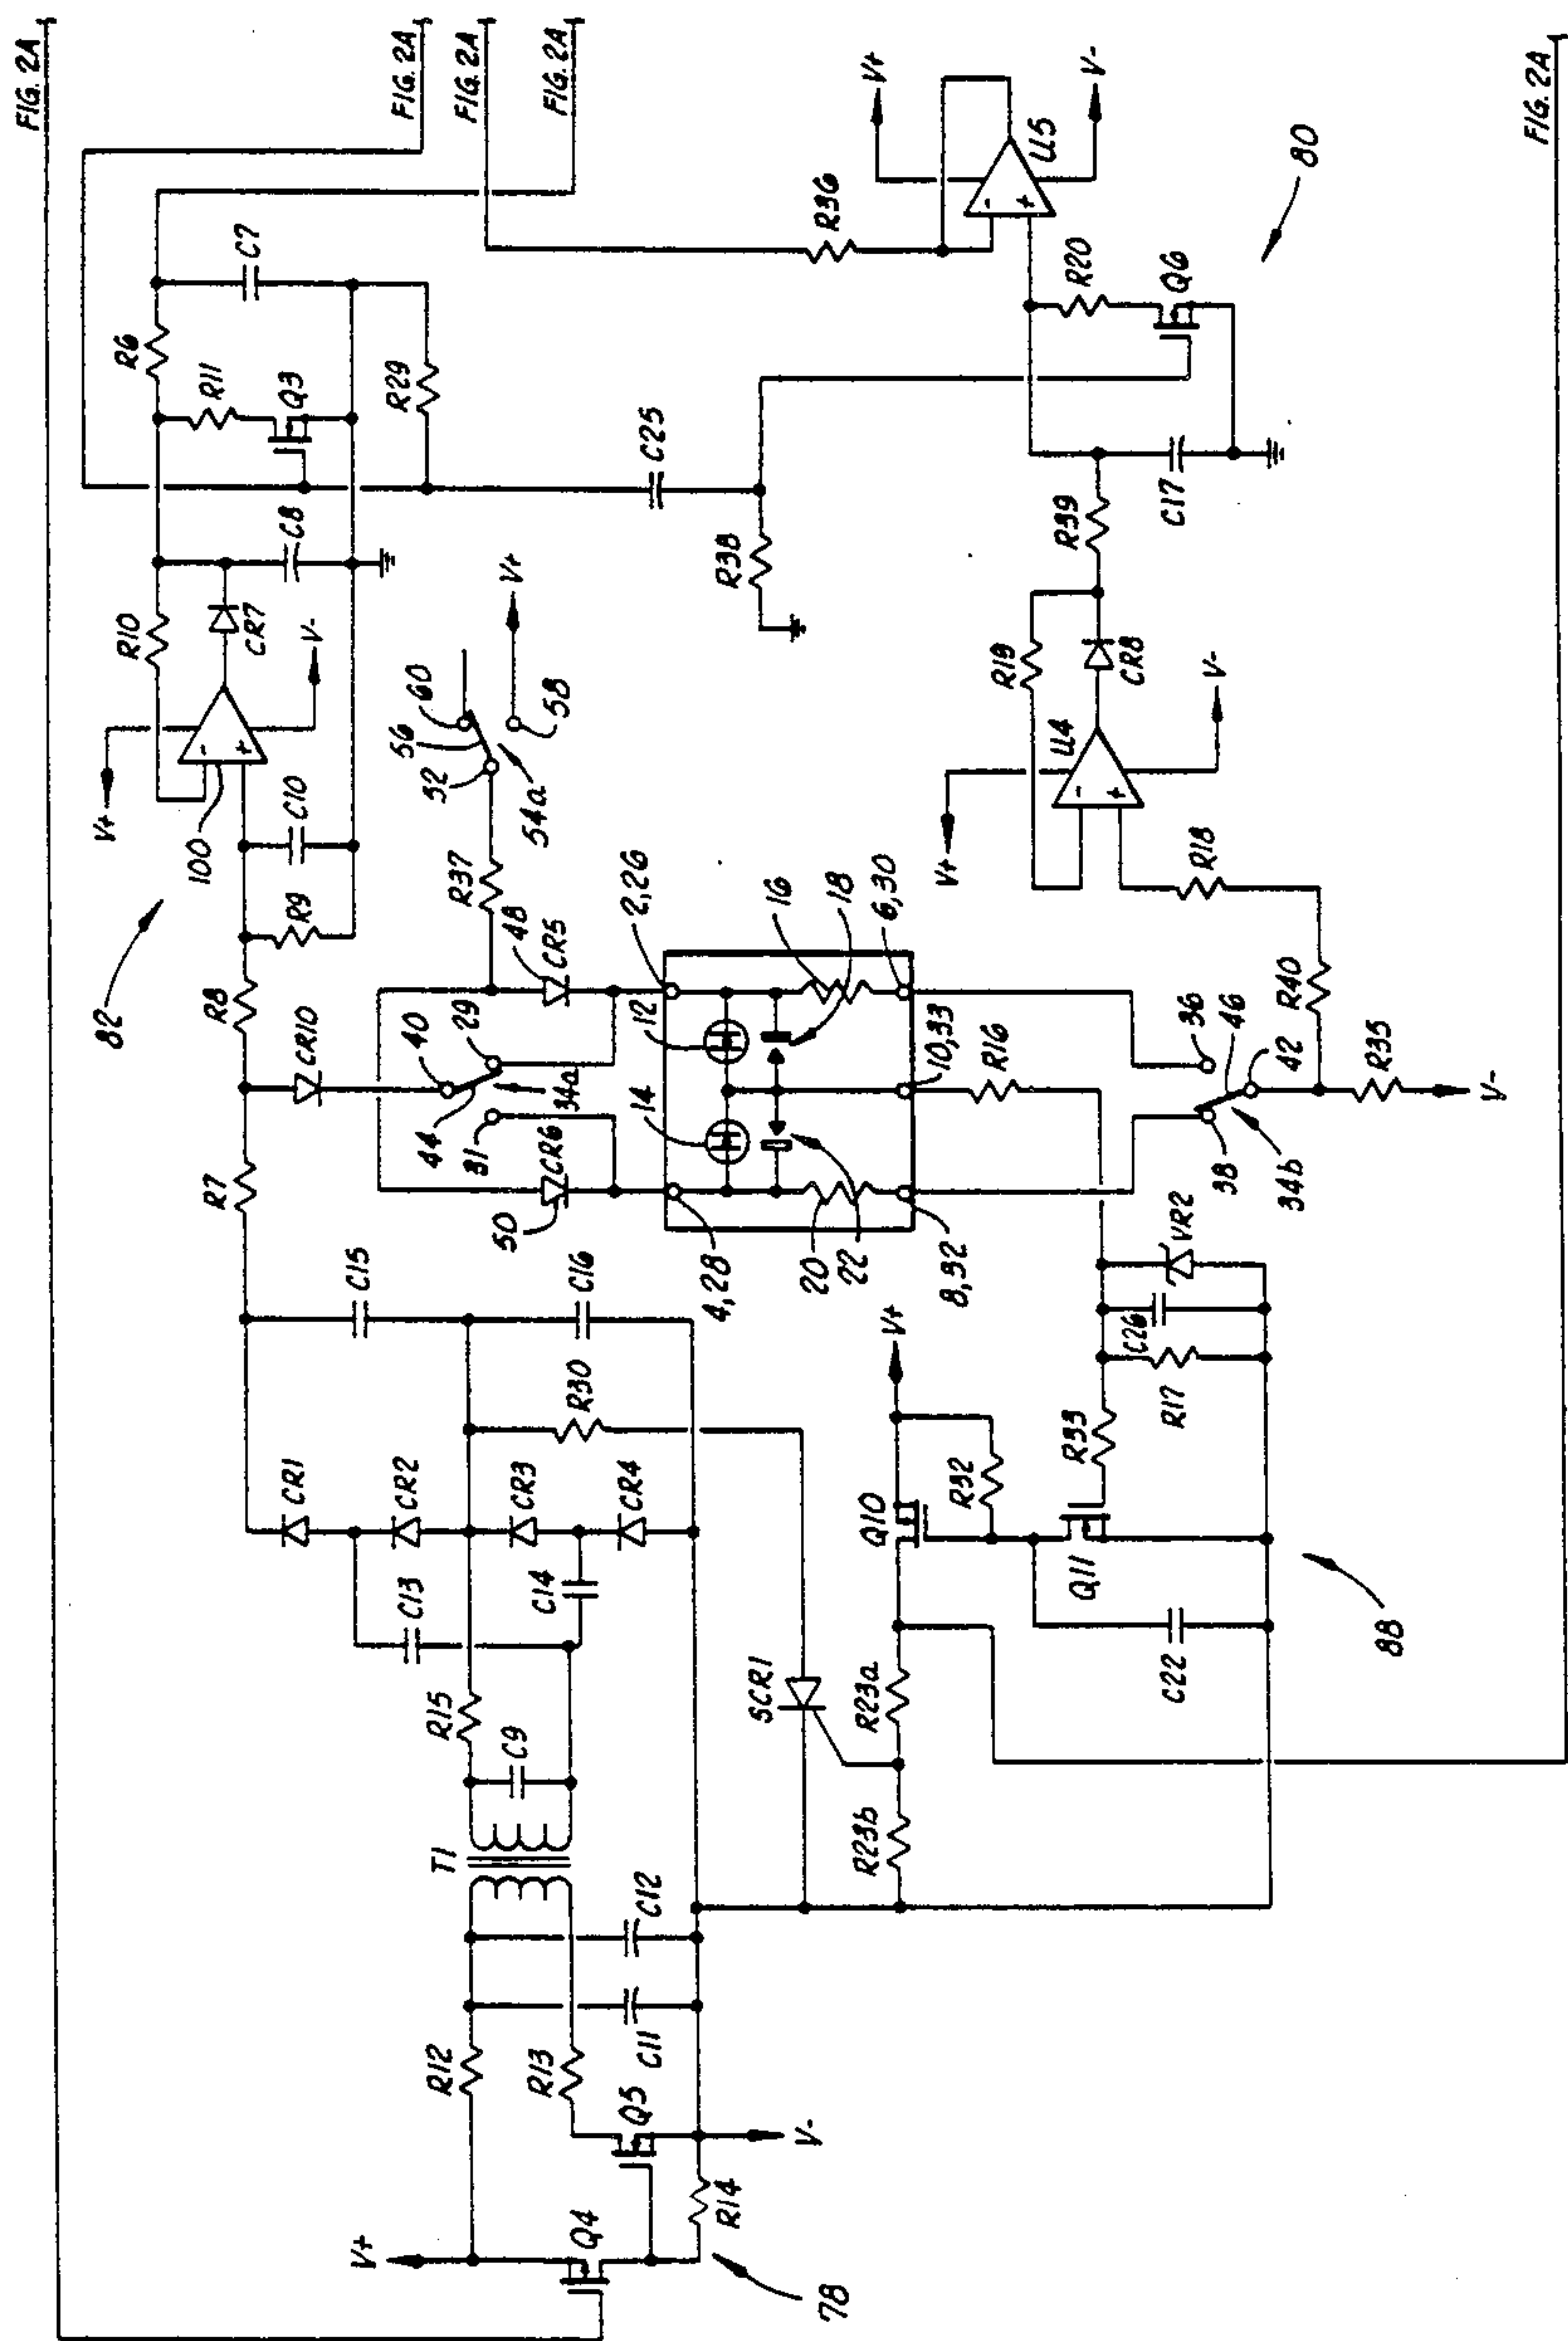 FIG. 2A
FIG. 2A
FIG. 2A
FIG. 2A
FIG. 2A
V+
V-
82
R10
100
CR7
C8
R11
Q3
R6
C7
R29
C10
R9
R8
CR10
R7
C25
R38
R36
U5
V+
V-
R20
Q6
80
C17
R39
R19
CR8
U4
V+
V-
R18
R40
R35
V-
60
56
52
58
V+
54a
R37
48
CR5
2,26
40
29
34a
44
31
CR6
50
4,28
12
14
16
18
20
22
6,30
10,33
8,32
R16
36
46
42
38
34b
VR2
C26
R17
R33
C15
C16
R30
CR1
CR2
CR3
CR4
C13
C14
R15
C9
T1
C12
C11
R12
R13
Q5
Q4
R14
V+
V-
78
SCR1
R23a
R23b
Q10
V+
R32
Q11
C22
88